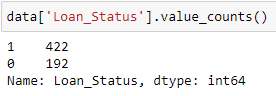 data['Loan_Status'].value_counts()
1    422
0    192
Name: Loan_Status, dtype: int64